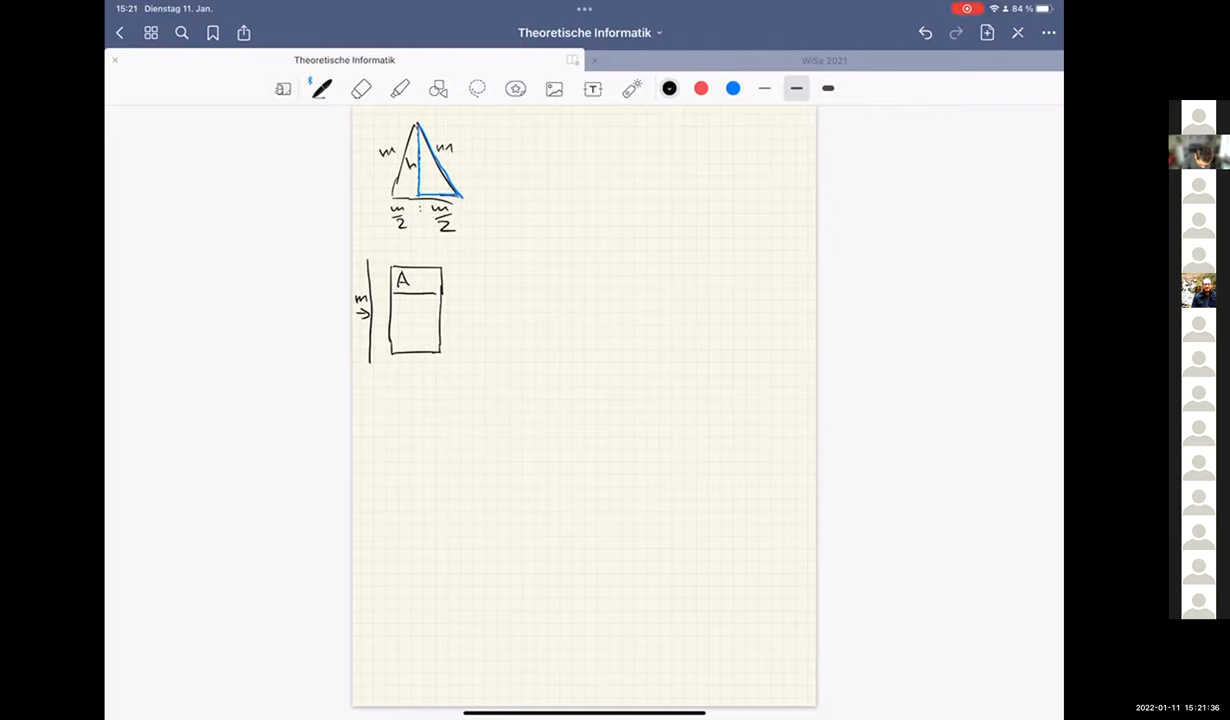 15:21 Dienstag 11. Jan.
84 %
Theoretische Informatik
Theoretische Informatik
WiSe 2021
T
m
h
m
m/2 : m/2
A
m
→
2022-01-11 15:21:36